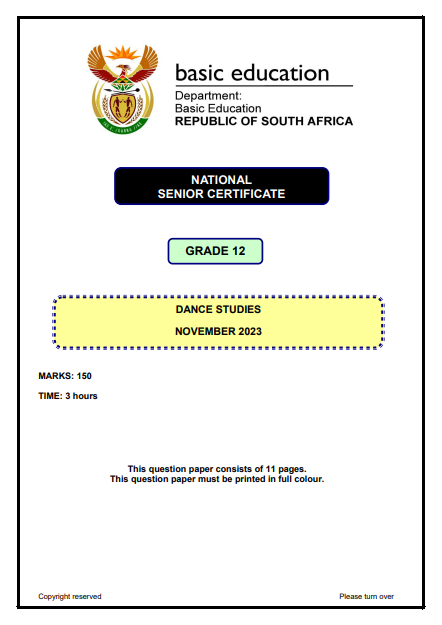 basic education
Department:
Basic Education
REPUBLIC OF SOUTH AFRICA
NATIONAL
SENIOR CERTIFICATE
GRADE 12
DANCE STUDIES
NOVEMBER 2023
MARKS: 150
TIME: 3 hours
This question paper consists of 11 pages.
This question paper must be printed in full colour.
Copyright reserved
Please turn over